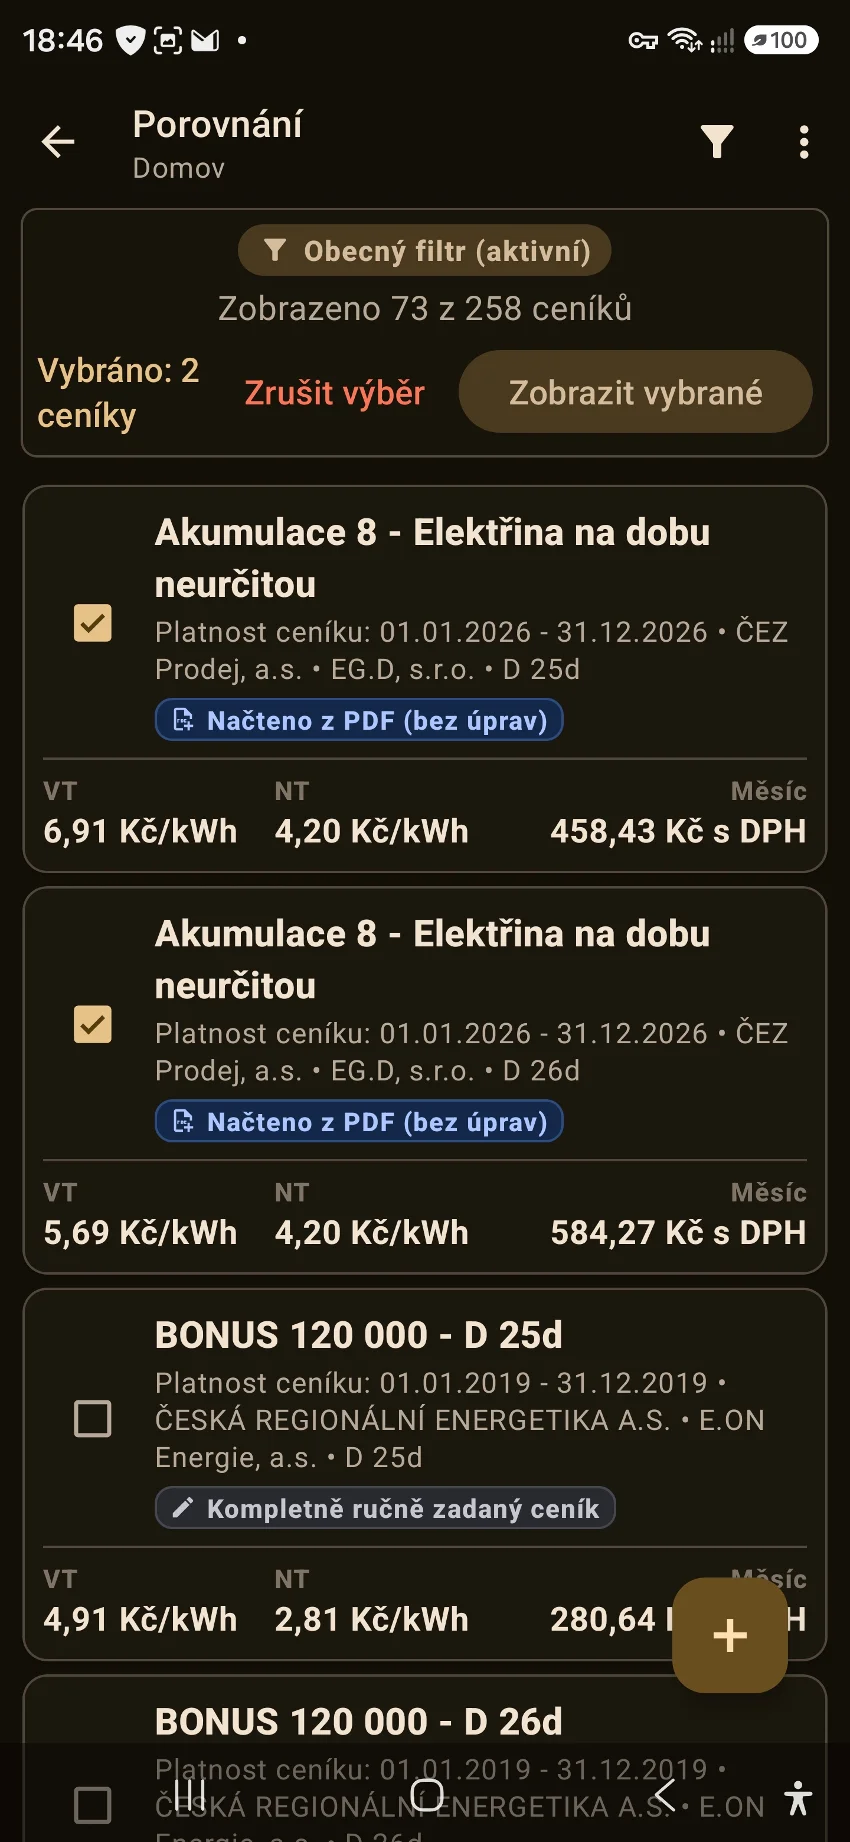 18:46
100
Porovnání
Domov
Obecný filtr (aktivní)
Zobrazeno 73 z 258 ceníků
Vybráno: 2
ceníky
Zrušit výběr
Zobrazit vybrané
Akumulace 8 - Elektřina na dobu
neurčitou
Platnost ceníku: 01.01.2026 - 31.12.2026 • ČEZ
Prodej, a.s. • EG.D, s.r.o. • D 25d
Načteno z PDF (bez úprav)
VT NT Měsíc
6,91 Kč/kWh 4,20 Kč/kWh 458,43 Kč s DPH
Akumulace 8 - Elektřina na dobu
neurčitou
Platnost ceníku: 01.01.2026 - 31.12.2026 • ČEZ
Prodej, a.s. • EG.D, s.r.o. • D 26d
Načteno z PDF (bez úprav)
VT NT Měsíc
5,69 Kč/kWh 4,20 Kč/kWh 584,27 Kč s DPH
BONUS 120 000 - D 25d
Platnost ceníku: 01.01.2019 - 31.12.2019 •
ČESKÁ REGIONÁLNÍ ENERGETIKA A.S. • E.ON
Energie, a.s. • D 25d
Kompletně ručně zadaný ceník
VT NT Měsíc
4,91 Kč/kWh 2,81 Kč/kWh 280,64 H
BONUS 120 000 - D 26d
Platnost ceníku: 01.01.2019 - 31.12.2019 •
ČESKÁ REGIONÁLNÍ ENERGETIKA A.S. • E.ON
Energie, a.s. • D 26d